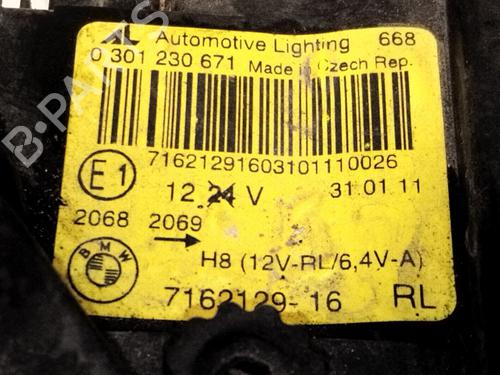 AL Automotive Lighting 668
0 301 230 671 Made in Czech Rep.
71621291603101110026
E1 12 24 V 31.01.11
2068 2069
H8 (12V-RL/6,4V-A)
BMW
7162129-16 RL
B-PARTS